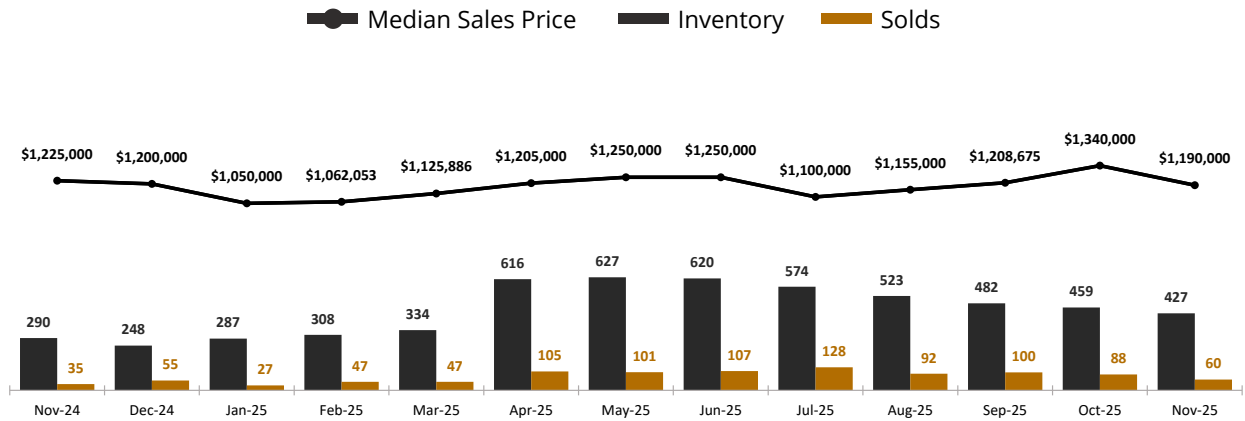 Median Sales Price Inventory Solds
$1,225,000 $1,200,000 $1,050,000 $1,062,053 $1,125,886 $1,205,000 $1,250,000 $1,250,000 $1,100,000 $1,155,000 $1,208,675 $1,340,000 $1,190,000
290 248 287 308 334 616 627 620 574 523 482 459 427
35 55 27 47 47 105 101 107 128 92 100 88 60
Nov-24 Dec-24 Jan-25 Feb-25 Mar-25 Apr-25 May-25 Jun-25 Jul-25 Aug-25 Sep-25 Oct-25 Nov-25